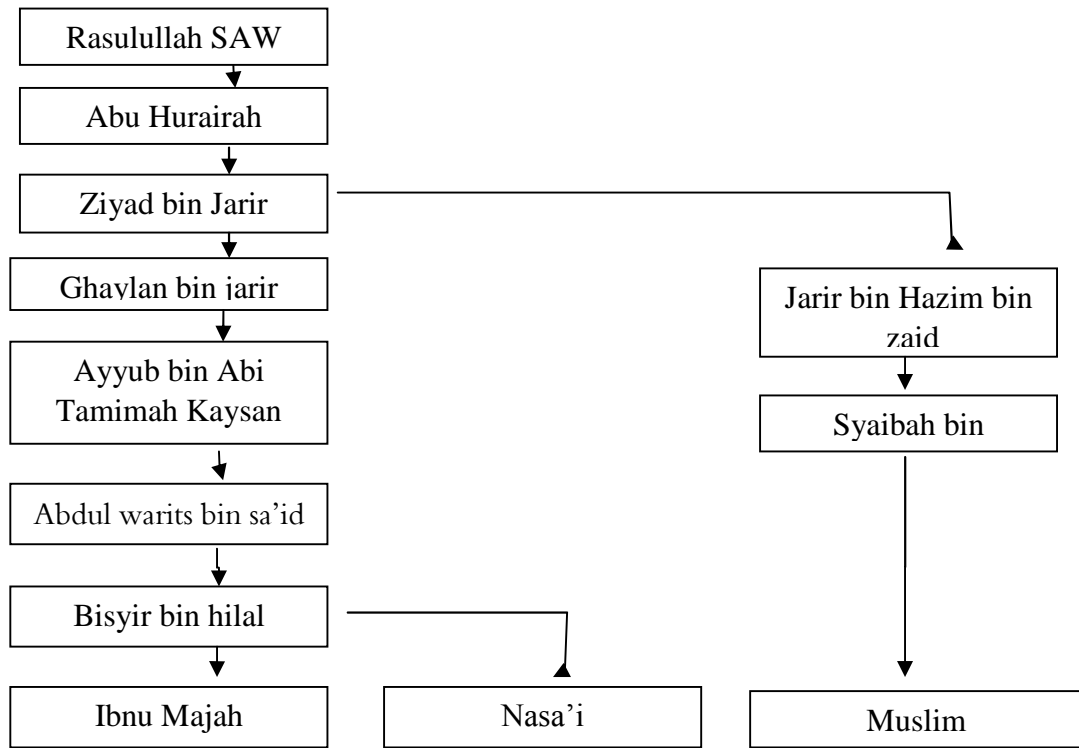 Rasulullah SAW
Abu Hurairah
Ziyad bin Jarir
Ghaylan bin jarir
Jarir bin Hazim bin
zaid
Ayyub bin Abi
Tamimah Kaysan
Syaibah bin
Abdul warits bin sa’id
Bisyir bin hilal
Ibnu Majah
Nasa’i
Muslim